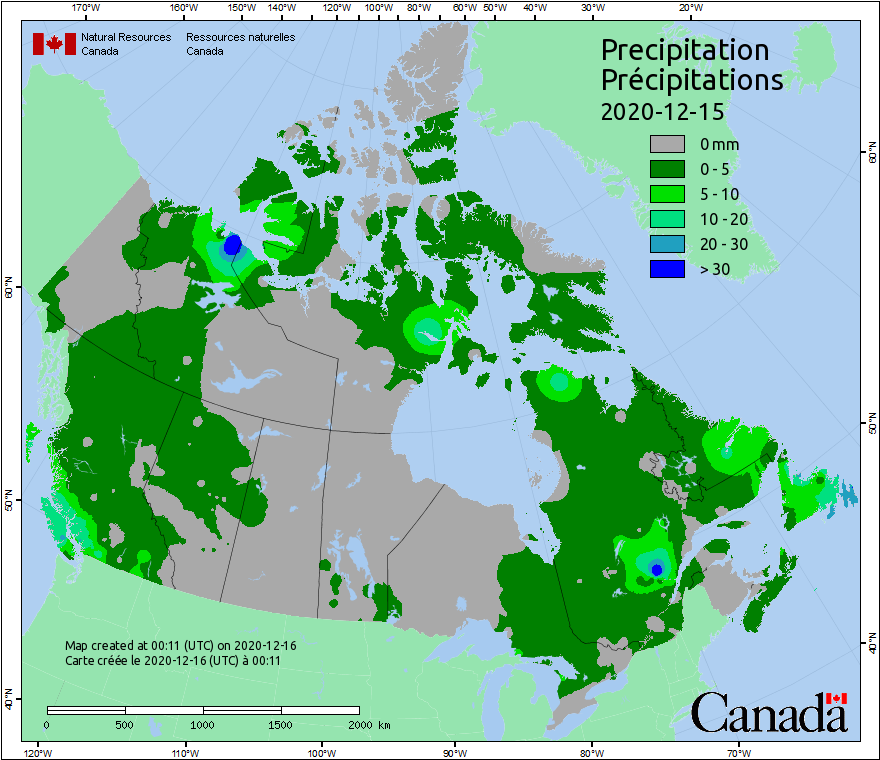 170°W 160°W 150°W 140°W 120°W 100°W 80°W 60°W 50°W 40°W 30°W 20°W
Natural Resources Ressources naturelles
Canada Canada
Precipitation
Précipitations
2020-12-15
0 mm
0 - 5
5 - 10
10 - 20
20 - 30
> 30
60°N
50°N
40°N
60°N
50°N
40°N
Map created at 00:11 (UTC) on 2020-12-16
Carte créée le 2020-12-16 (UTC) à 00:11
0 500 1000 1500 2000 km
Canada
120°W 110°W 100°W 90°W 80°W 70°W